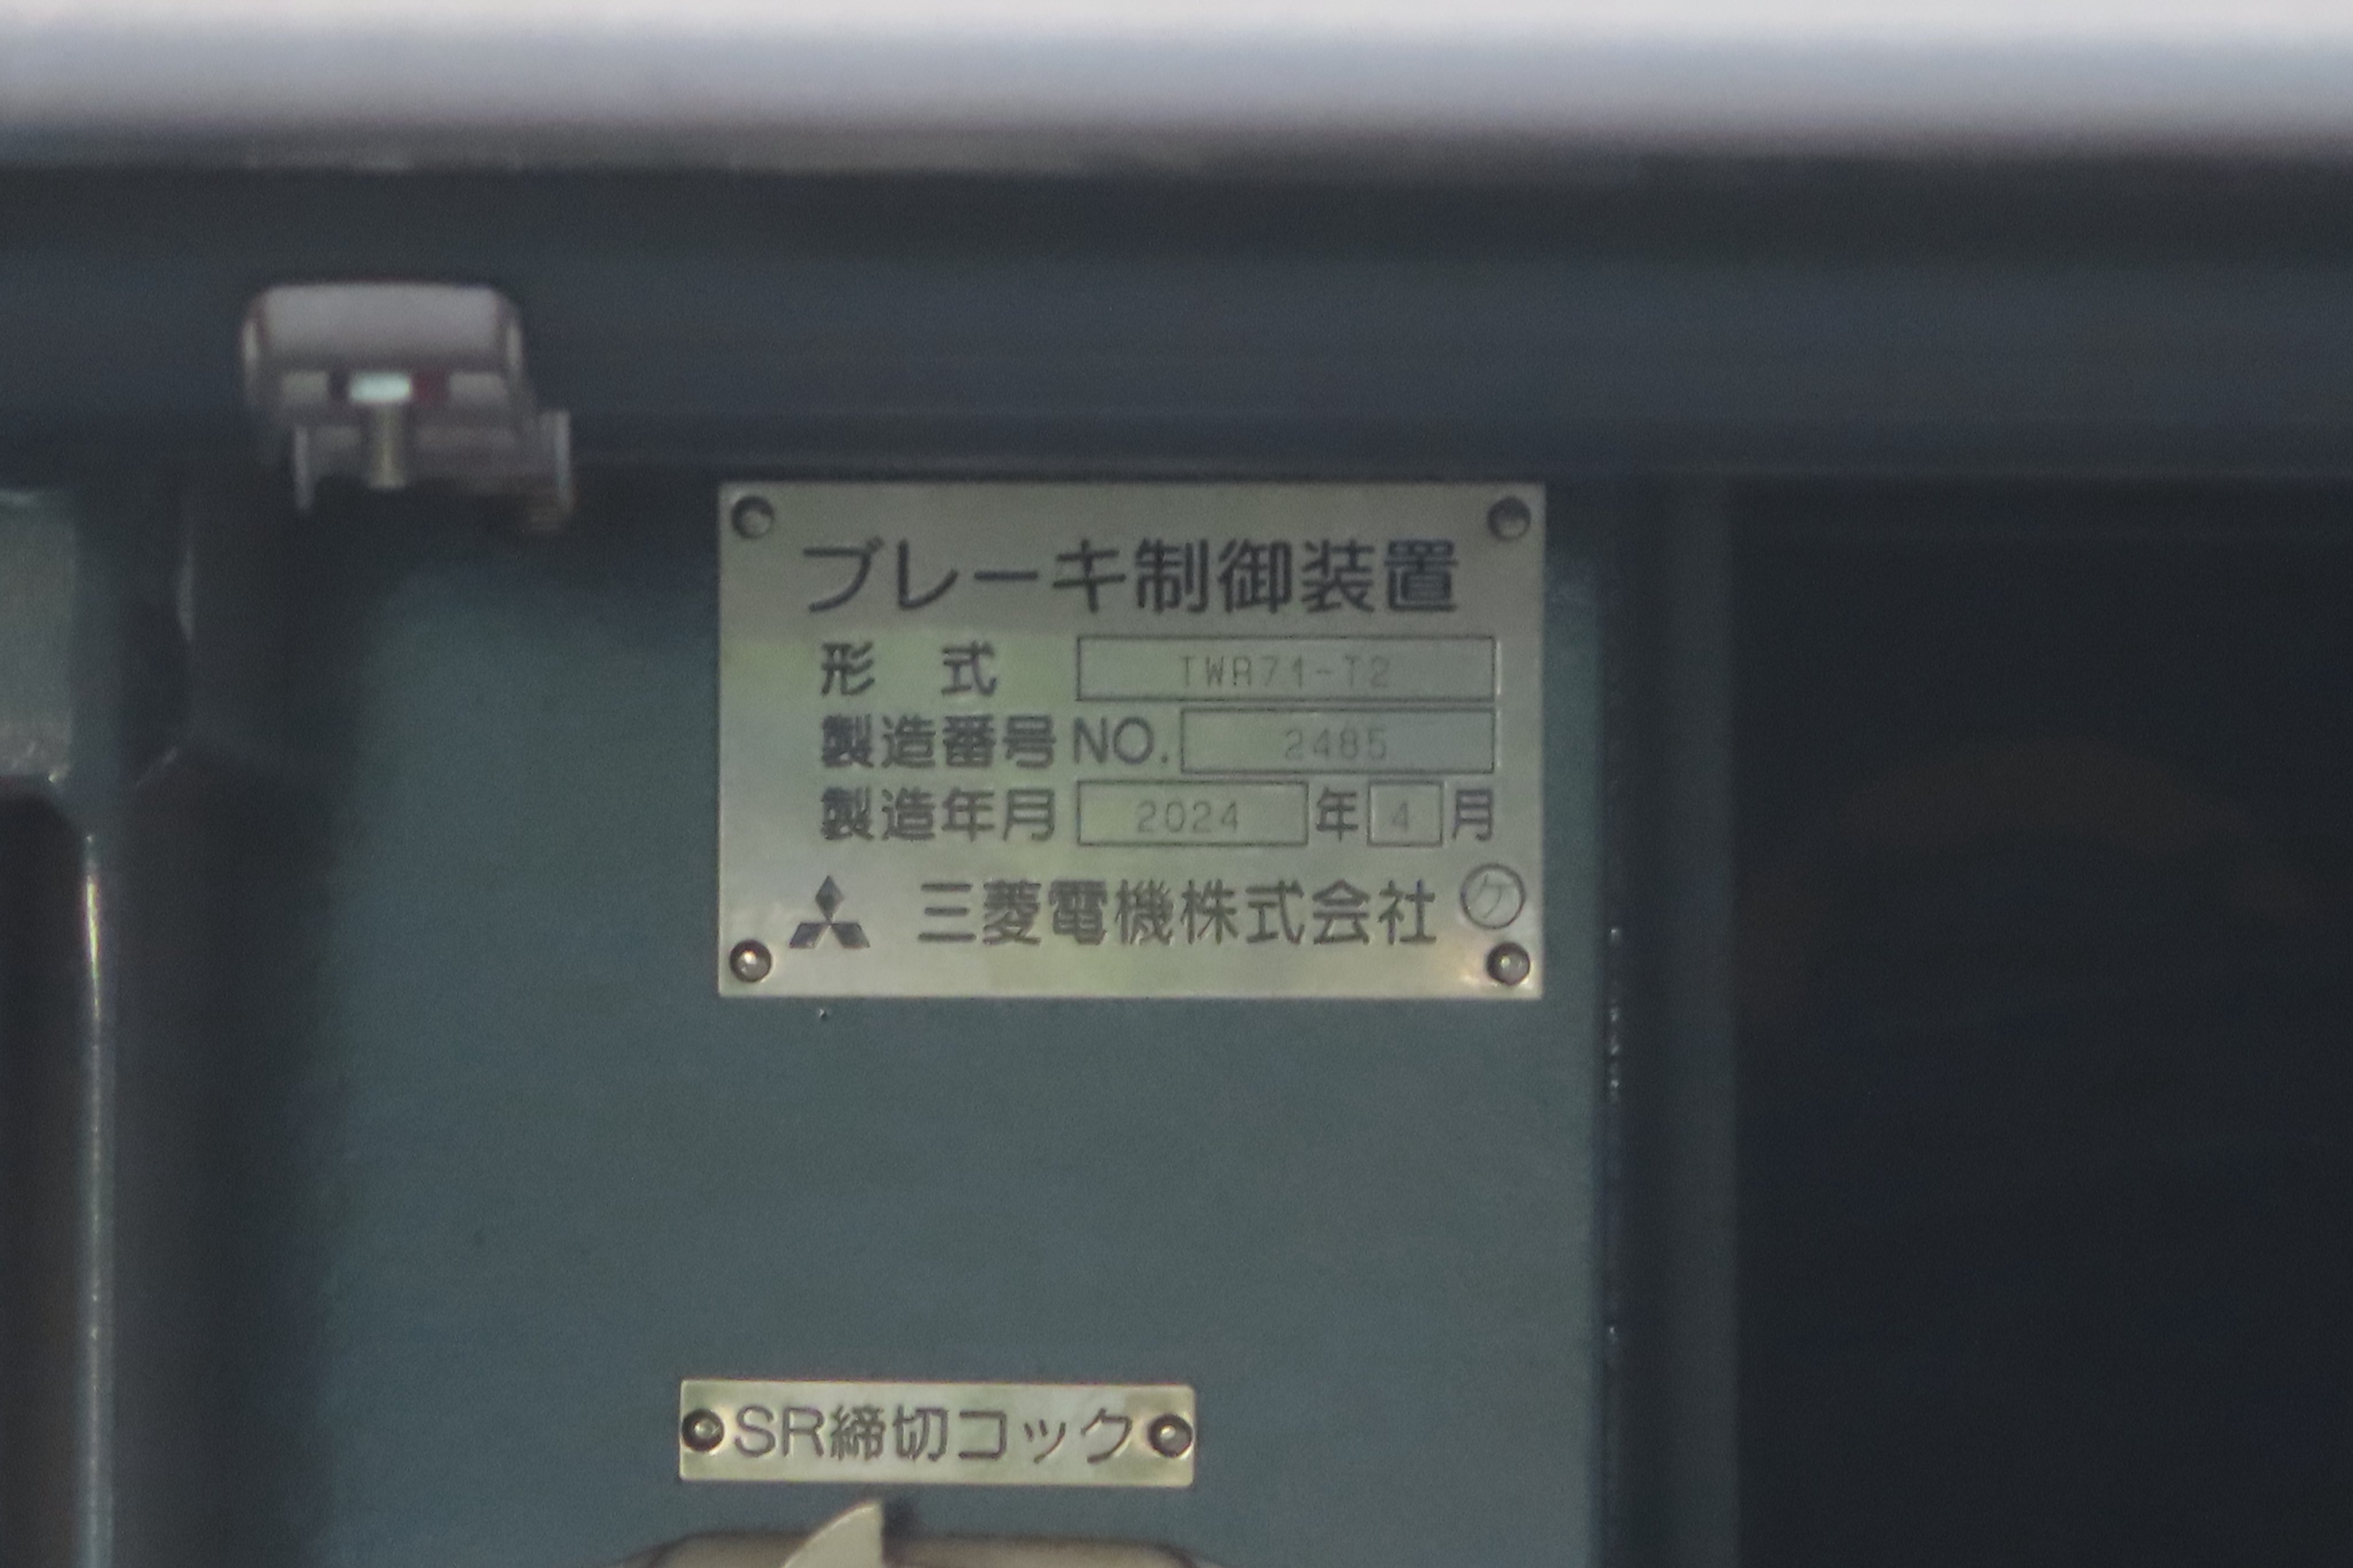 ブレーキ制御装置
形 式 TWR71-T2
製造番号NO. 2485
製造年月 2024 年 4 月
三菱電機株式会社 ケ
SR締切コック